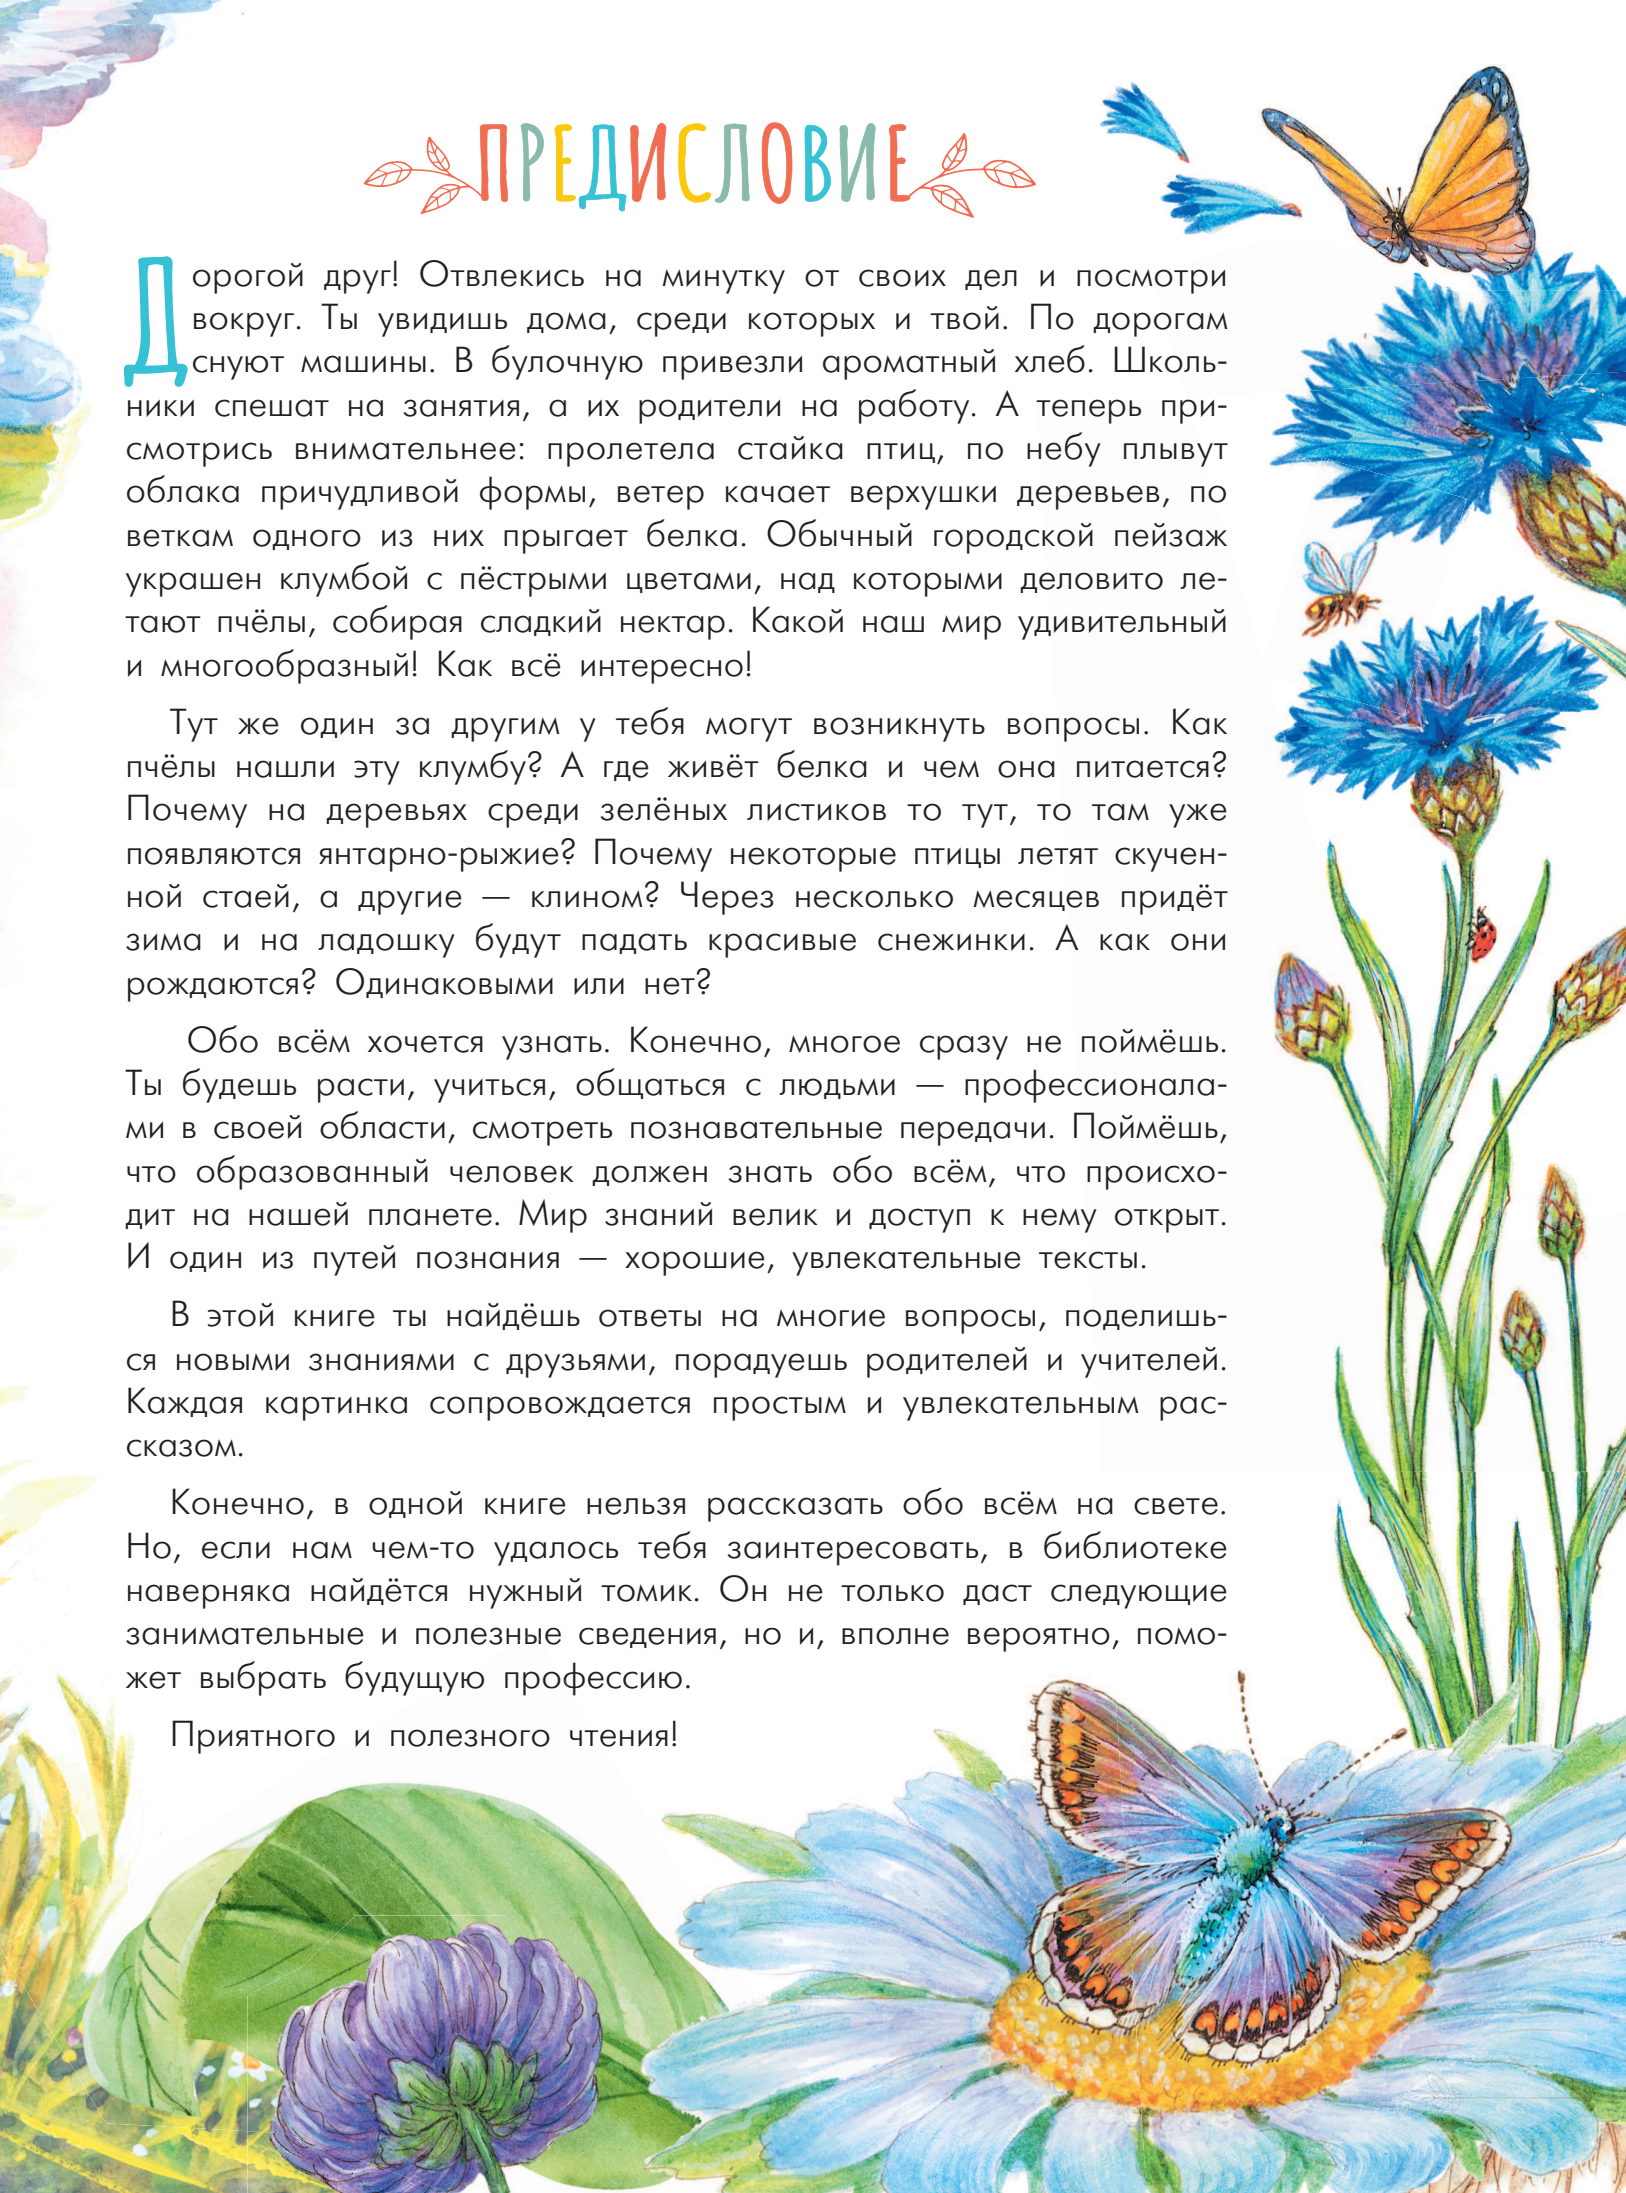 ПРЕДИСЛОВИЕ
Дорогой друг! Отвлекись на минутку от своих дел и посмотри
вокруг. Ты увидишь дома, среди которых и твой. По дорогам
снуют машины. В булочную привезли ароматный хлеб. Школь-
ники спешат на занятия, а их родители на работу. А теперь при-
смотрись внимательнее: пролетела стайка птиц, по небу плывут
облака причудливой формы, ветер качает верхушки деревьев, по
веткам одного из них прыгает белка. Обычный городской пейзаж
украшен клумбой с пёстрыми цветами, над которыми деловито ле-
тают пчёлы, собирая сладкий нектар. Какой наш мир удивительный
и многообразный! Как всё интересно!
Тут же один за другим у тебя могут возникнуть вопросы. Как
пчёлы нашли эту клумбу? А где живёт белка и чем она питается?
Почему на деревьях среди зелёных листиков то тут, то там уже
появляются янтарно-рыжие? Почему некоторые птицы летят скучен-
ной стаей, а другие — клином? Через несколько месяцев придёт
зима и на ладошку будут падать красивые снежинки. А как они
рождаются? Одинаковыми или нет?
Обо всём хочется узнать. Конечно, многое сразу не поймёшь.
Ты будешь расти, учиться, общаться с людьми — профессионала-
ми в своей области, смотреть познавательные передачи. Поймёшь,
что образованный человек должен знать обо всём, что происхо-
дит на нашей планете. Мир знаний велик и доступ к нему открыт.
И один из путей познания — хорошие, увлекательные тексты.
В этой книге ты найдёшь ответы на многие вопросы, поделишь-
ся новыми знаниями с друзьями, порадуешь родителей и учителей.
Каждая картинка сопровождается простым и увлекательным рас-
сказом.
Конечно, в одной книге нельзя рассказать обо всём на свете.
Но, если нам чем-то удалось тебя заинтересовать, в библиотеке
наверняка найдётся нужный томик. Он не только даст следующие
занимательные и полезные сведения, но и, вполне вероятно, помо-
жет выбрать будущую профессию.
Приятного и полезного чтения!